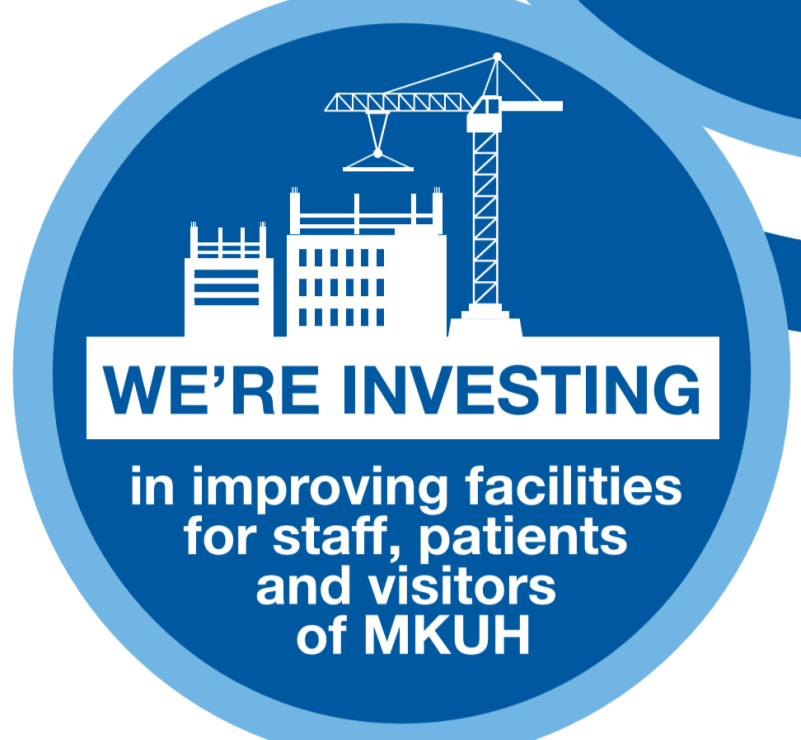 WE’RE INVESTING
in improving facilities
for staff, patients
and visitors
of MKUH